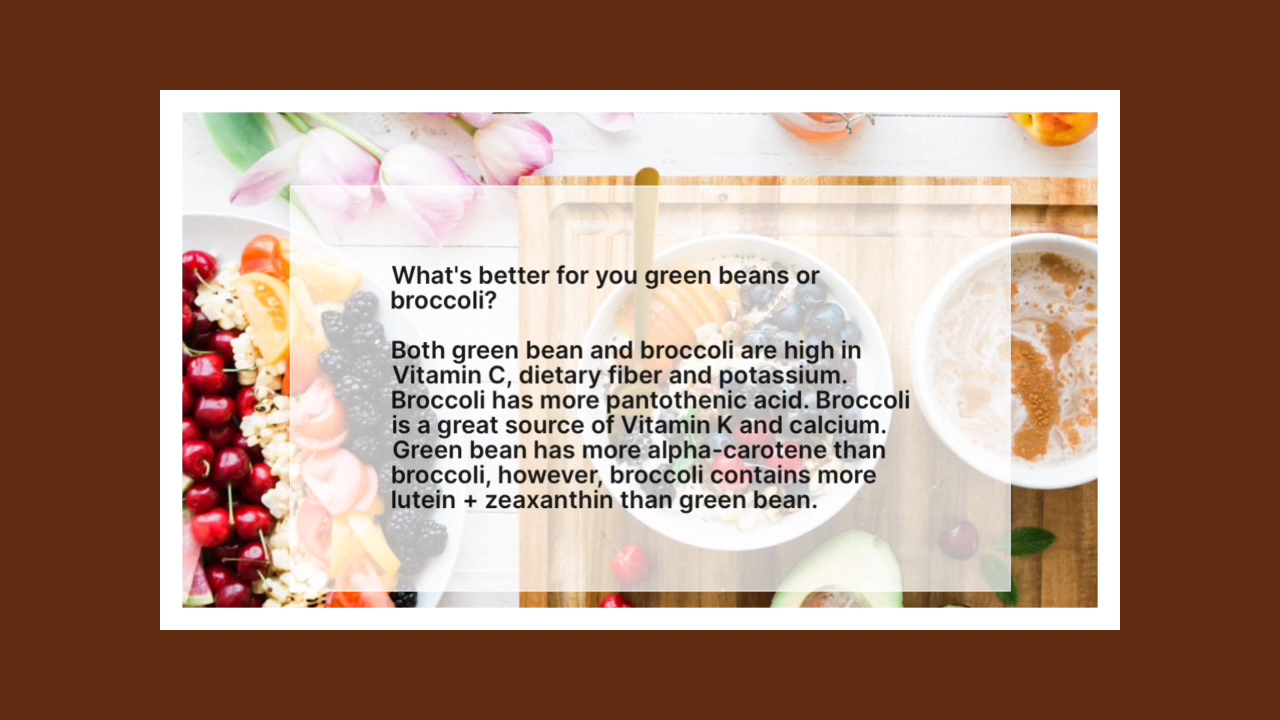 What's better for you green beans or
broccoli?
Both green bean and broccoli are high in
Vitamin C, dietary fiber and potassium.
Broccoli has more pantothenic acid. Broccoli
is a great source of Vitamin K and calcium.
Green bean has more alpha-carotene than
broccoli, however, broccoli contains more
lutein + zeaxanthin than green bean.